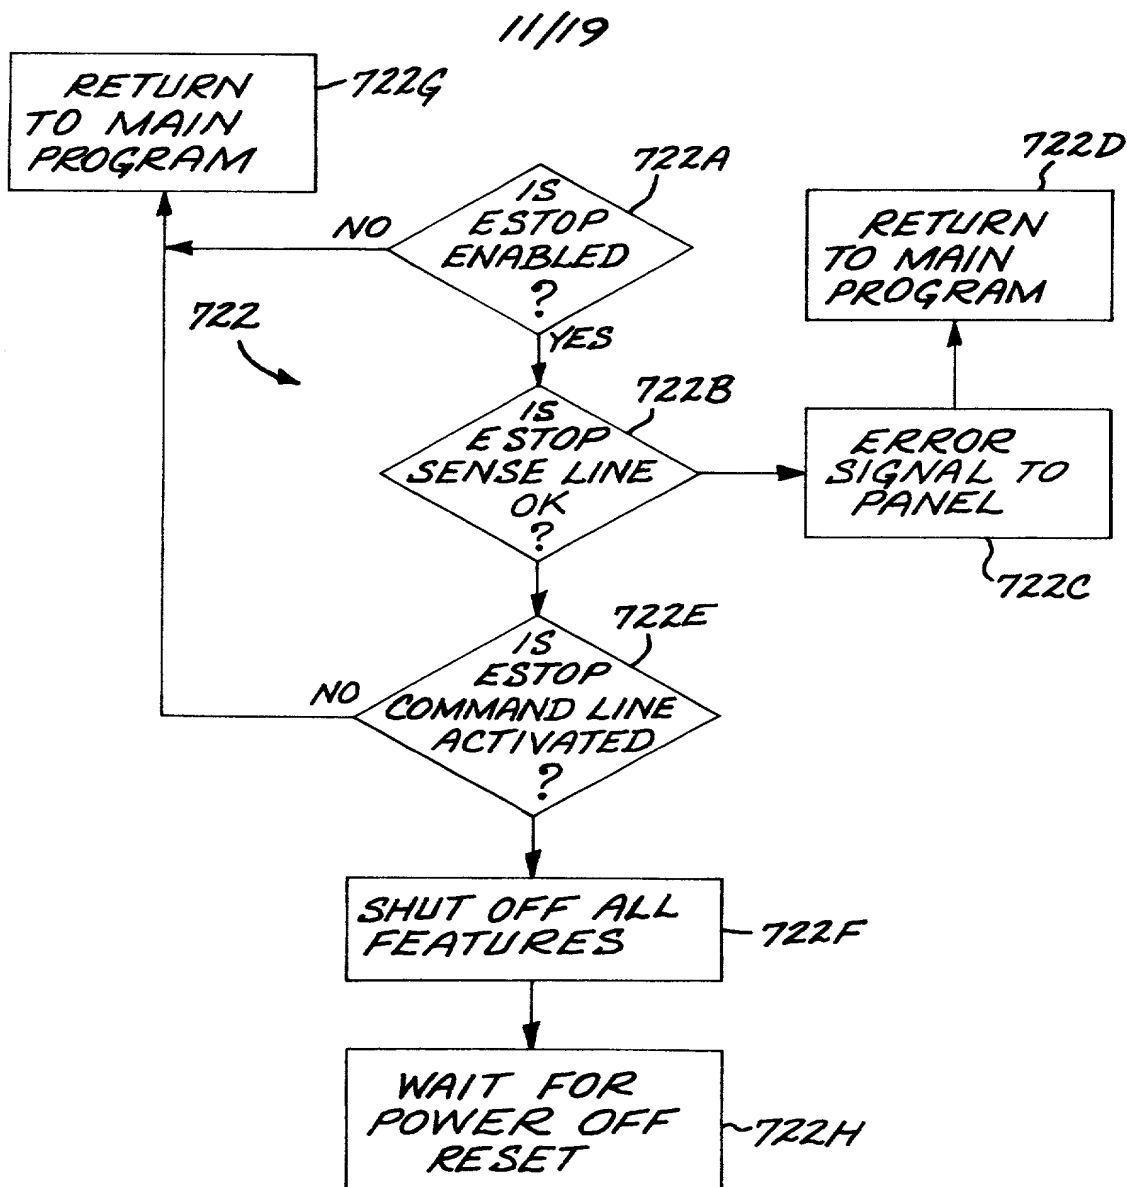 11/19
RETURN
TO MAIN
PROGRAM
722G
722A
IS
ESTOP
ENABLED
?
NO
YES
722D
RETURN
TO MAIN
PROGRAM
722
722B
IS
ESTOP
SENSE LINE
OK
?
ERROR
SIGNAL TO
PANEL
722C
722E
IS
ESTOP
COMMAND LINE
ACTIVATED
?
NO
SHUT OFF ALL
FEATURES
722F
WAIT FOR
POWER OFF
RESET
722H